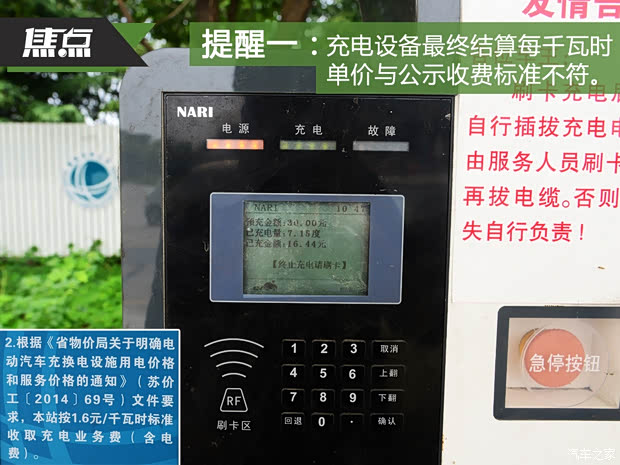 焦点
提醒一：充电设备最终结算每千瓦时
单价与公示收费标准不符。
友情告
刷卡充电
自行插拔充电电
由服务人员刷卡
再拔电缆。否则
失自行负责！
NARI
电源 充电 故障
NARI 10 47
预充金额:30.00元
已充电量:7.15度
已充金额:16.44元
【终止充电请刷卡】
1 2 3 取消
4 5 6 上翻
7 8 9 下翻
回退 0 · 确认
RF
刷卡区
急停按钮
2.根据《省物价局关于明确电
动汽车充换电设施用电价格
和服务价格的通知》（苏价
工［2014］69号）文件要
求，本站按1.6元/千瓦时标准
收取充电业务费（含电
费）。
汽车之家